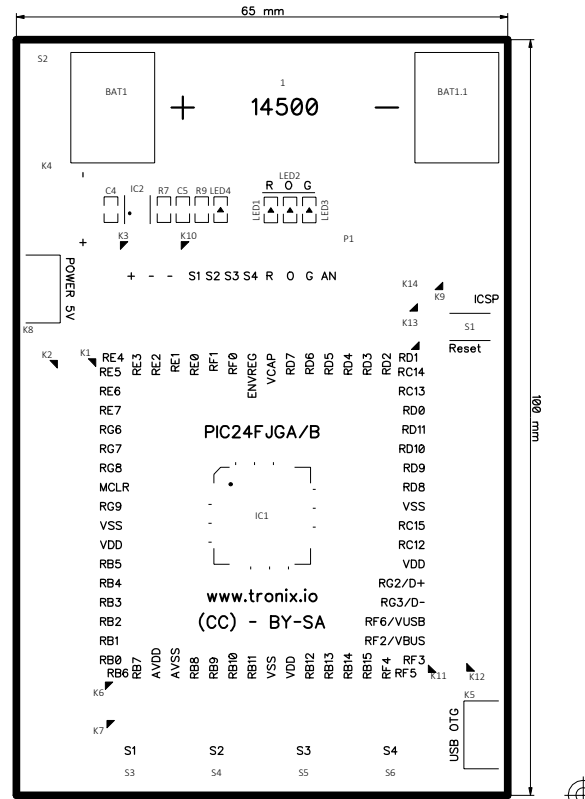 65 mm
S2
BAT1
1
BAT1.1
+ 14500 -
K4
-
LED2
C4 IC2 R7 C5 R9 LED4
R O G
LED1
LED3
+
K3 K10
P1
+ - - S1 S2 S3 S4 R O G AN
POWER 5V
K8
K14
K9
ICSP
K13
S1
Reset
K2 K1
RE4 RE3 RE2 RE1 RE0 RF1 RF0 ENVREG VCAP RD7 RD6 RD5 RD4 RD3 RD2 RD1
RE5 RC14
RE6 RC13
RE7 RD0
RG6 RD11
RG7 RD10
RG8 RD9
MCLR RD8
RG9 VSS
VSS RC15
VDD RC12
RB5 VDD
RB4 RG2/D+
RB3 RG3/D-
RB2 RF6/VUSB
RB1 RF2/VBUS
RB0 RF3
PIC24FJGA/B
IC1
www.tronix.io
(CC) - BY-SA
RB6 RB7 AVDD AVSS RB8 RB9 RB10 RB11 VSS VDD RB12 RB13 RB14 RB15 RF4 RF5
K11 K12
K6
K5
K7
USB OTG
S1 S2 S3 S4
S3 S4 S5 S6
100 mm